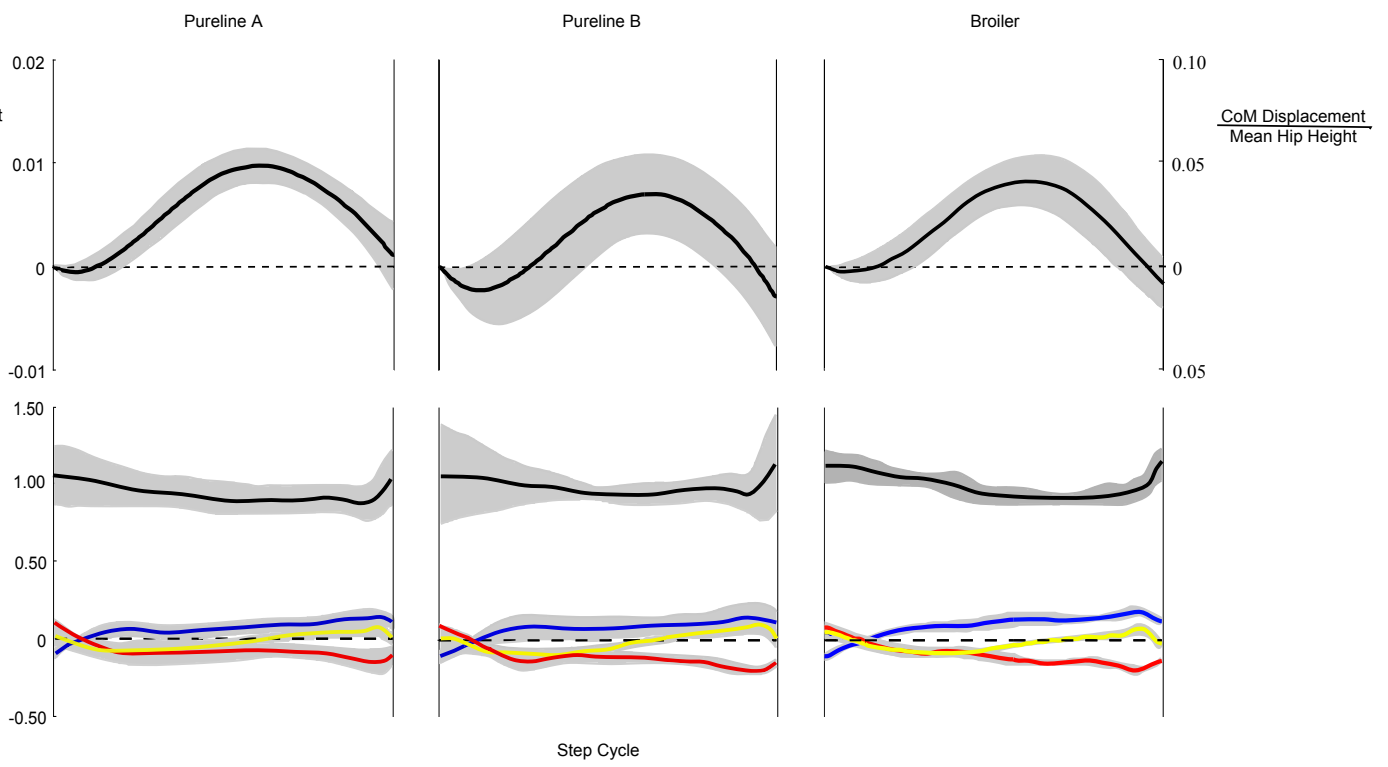 Pureline A
Pureline B
Broiler
0.02
0.01
0
-0.01
0.10
0.05
0
0.05
CoM Displacement
Mean Hip Height
t
1.50
1.00
0.50
0
-0.50
Step Cycle